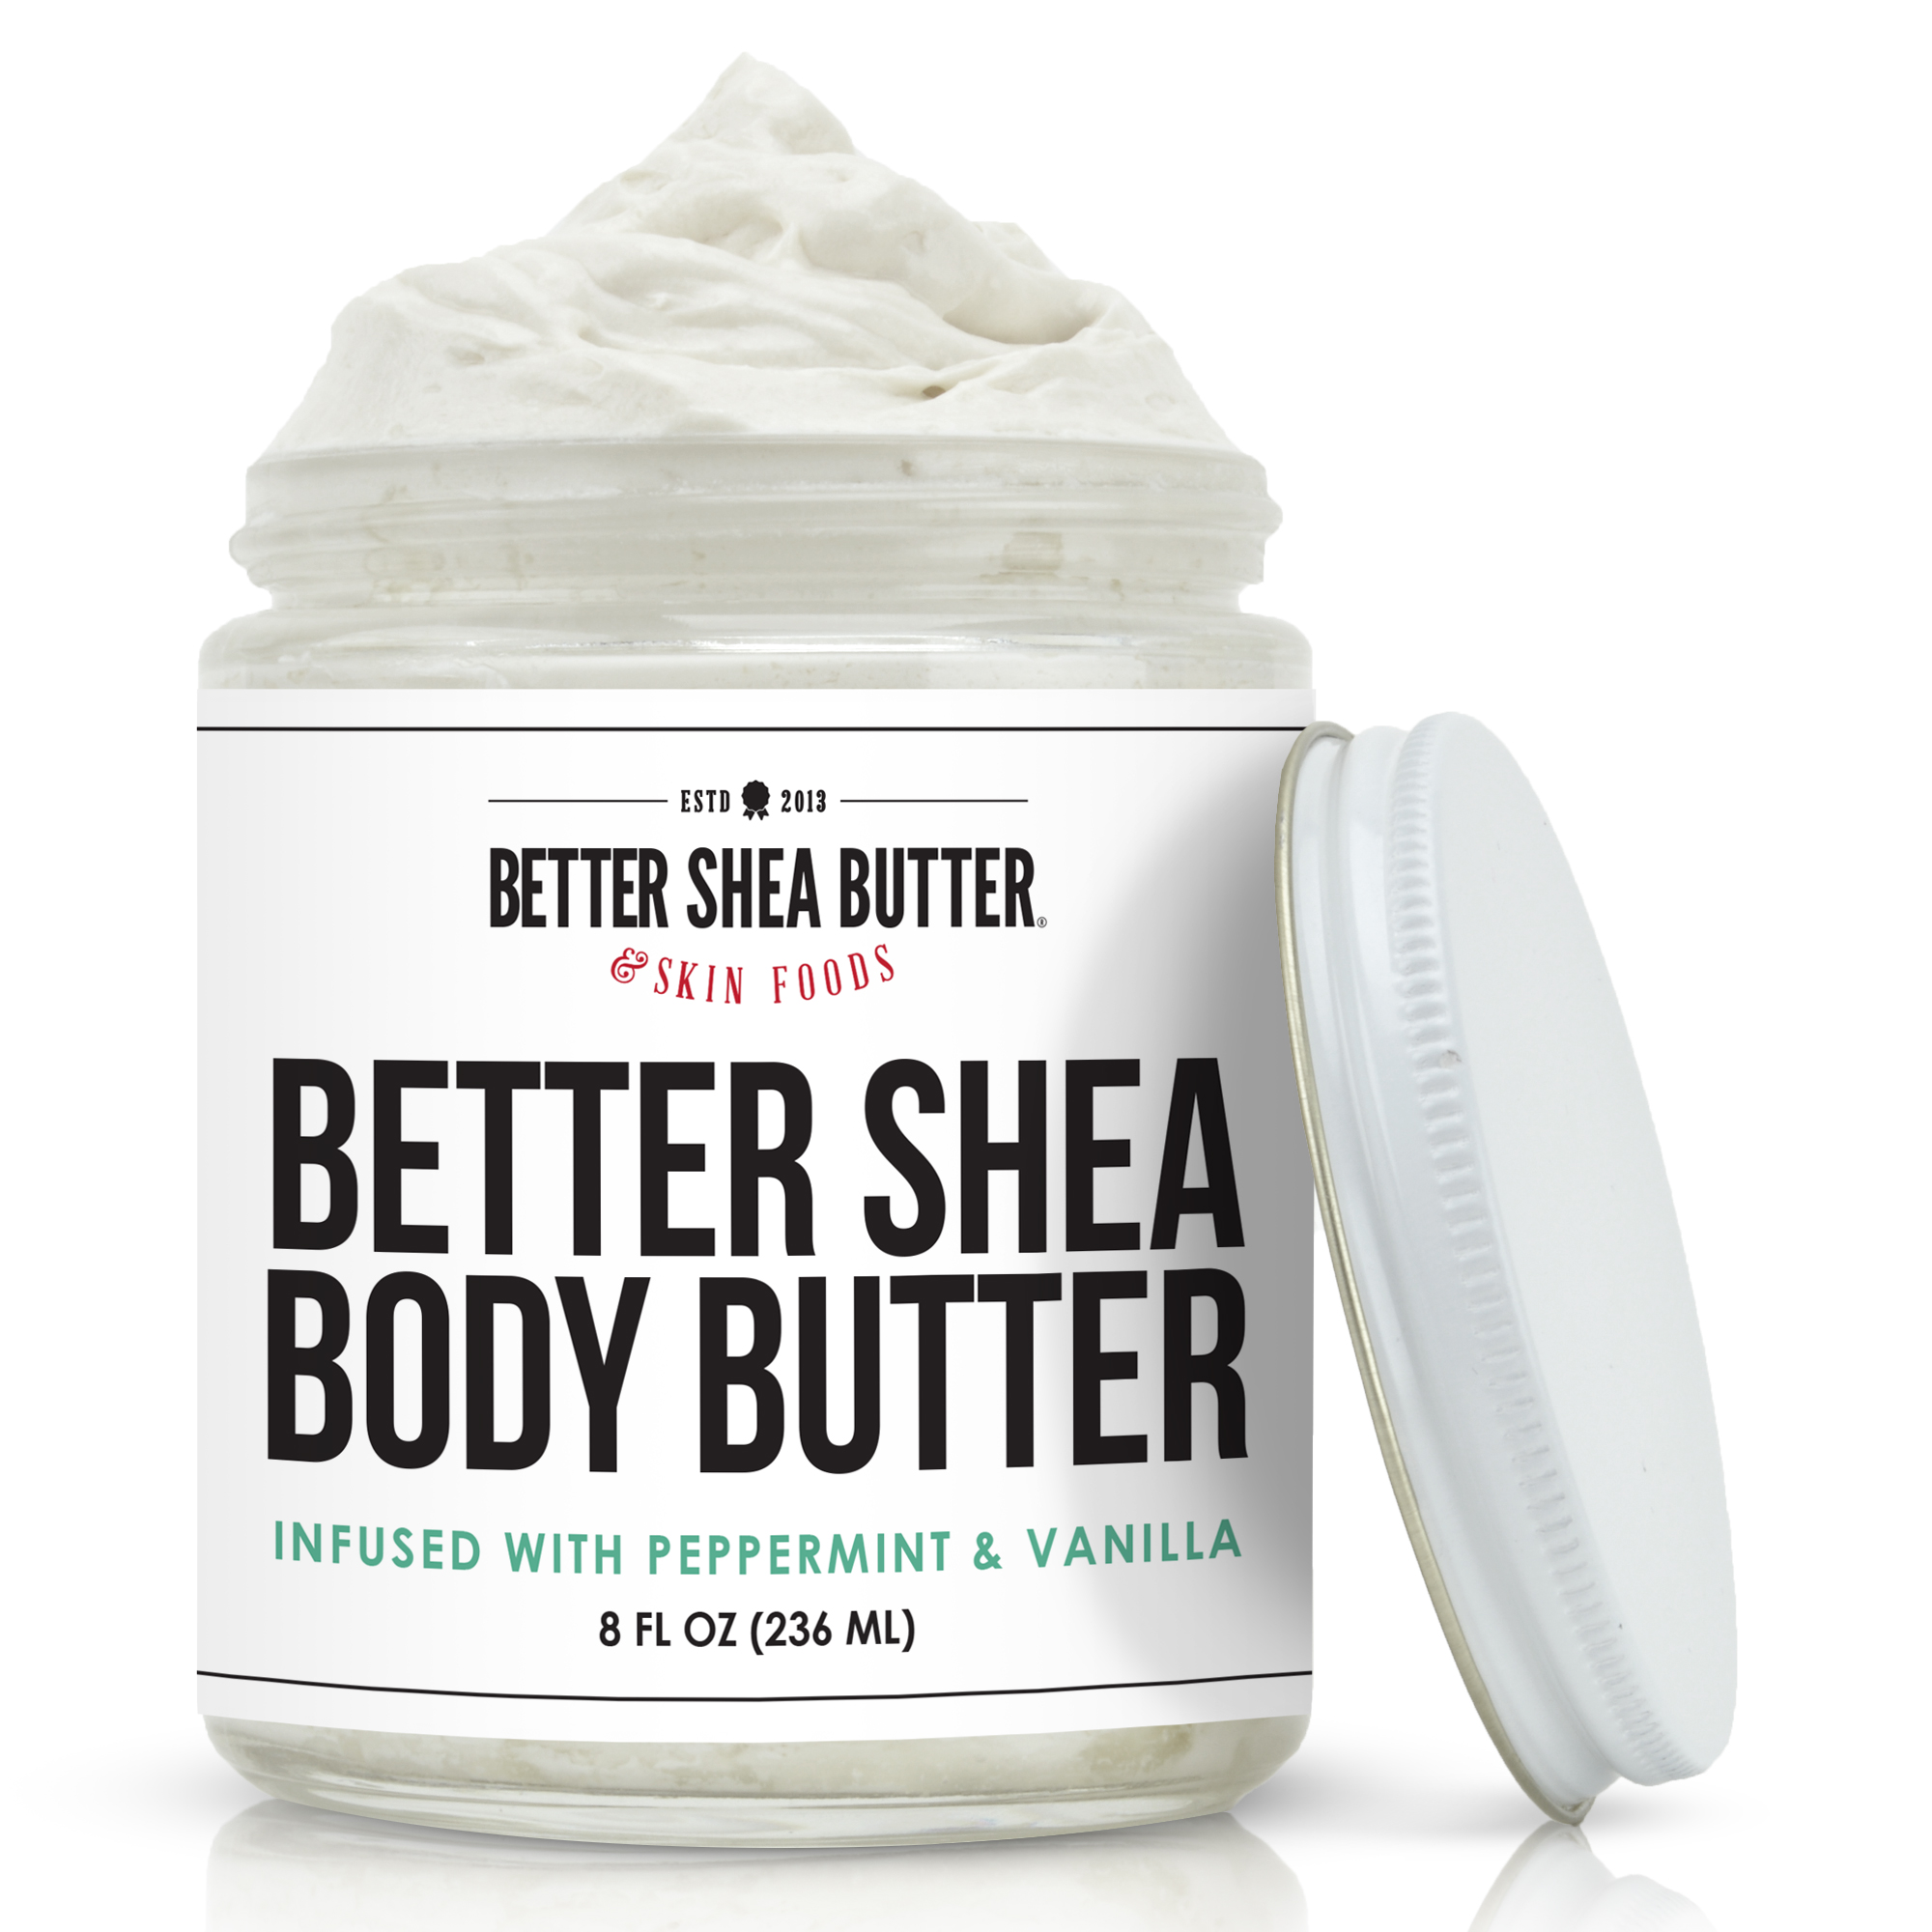 ESTD 2013
BETTER SHEA BUTTER®
& SKIN FOODS
BETTER SHEA
BODY BUTTER
INFUSED WITH PEPPERMINT & VANILLA
8 FL OZ (236 ML)